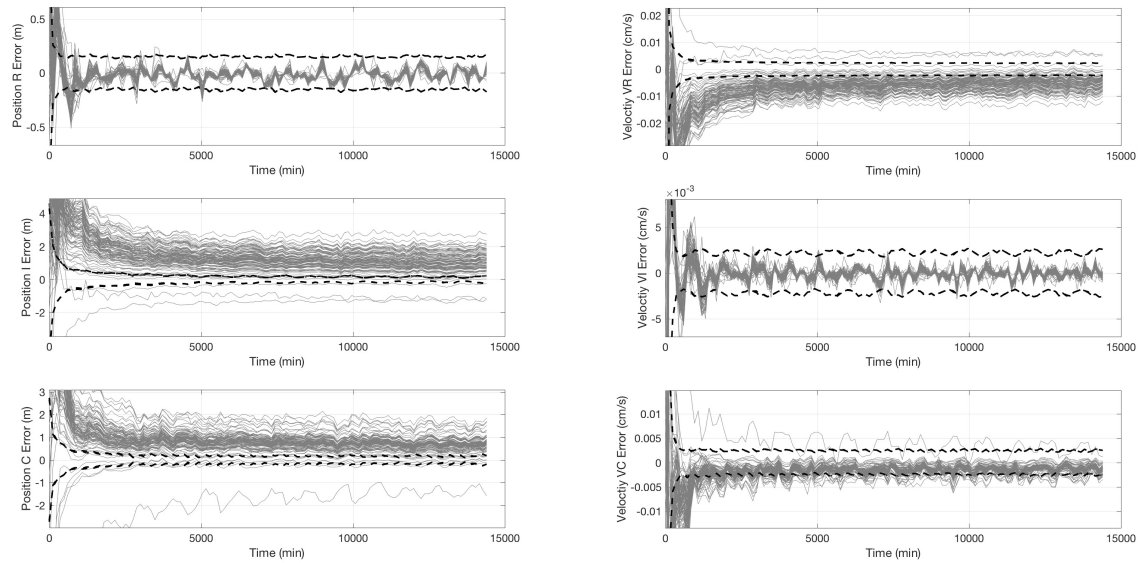 0.5
0
-0.5
Position R Error (m)
0 5000 10000 15000
Time (min)
4
2
0
-2
Position I Error (m)
0 5000 10000 15000
Time (min)
3
2
1
0
-1
-2
Position C Error (m)
0 5000 10000 15000
Time (min)
0.02
0.01
0
-0.01
-0.02
Veloctiy VR Error (cm/s)
0 5000 10000 15000
Time (min)
×10-3
5
0
-5
Veloctiy VI Error (cm/s)
0 5000 10000 15000
Time (min)
0.01
0.005
0
-0.005
-0.01
Veloctiy VC Error (cm/s)
0 5000 10000 15000
Time (min)